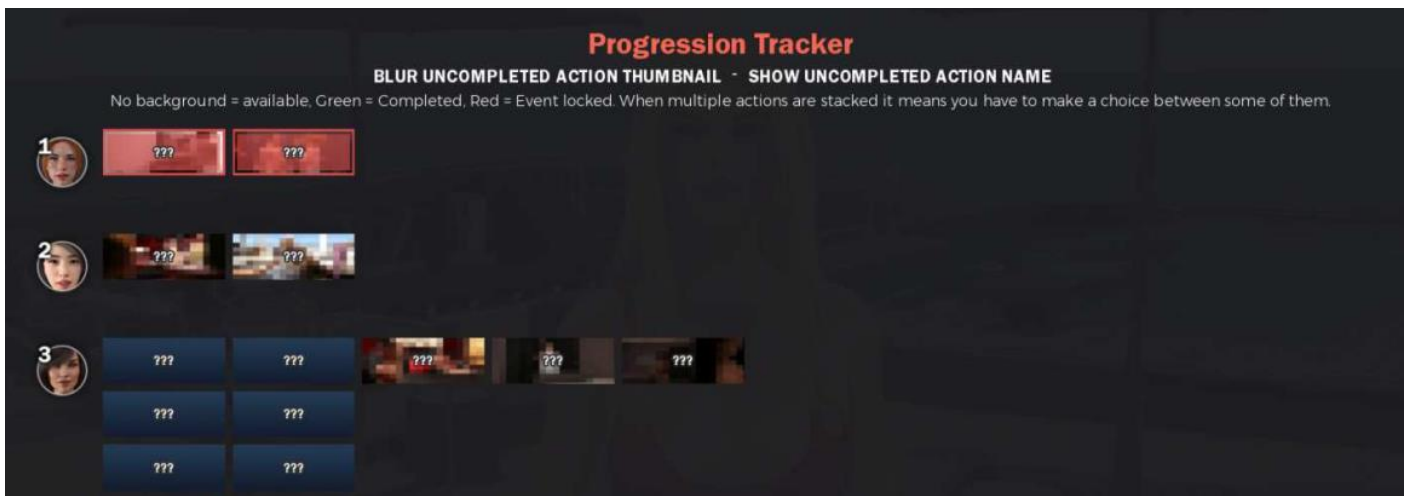 Progression Tracker
BLUR UNCOMPLETED ACTION THUMBNAIL - SHOW UNCOMPLETED ACTION NAME
No background = available, Green = Completed, Red = Event locked. When multiple actions are stacked it means you have to make a choice between some of them.
1 ??? ???
2 ??? ???
3 ??? ??? ??? ??? ???
??? ???
??? ???